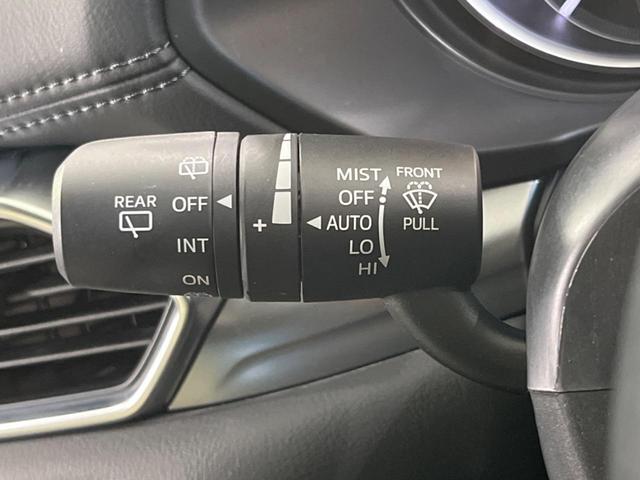 REAR
OFF
INT
ON
+
MIST
OFF
AUTO
LO
HI
FRONT
PULL